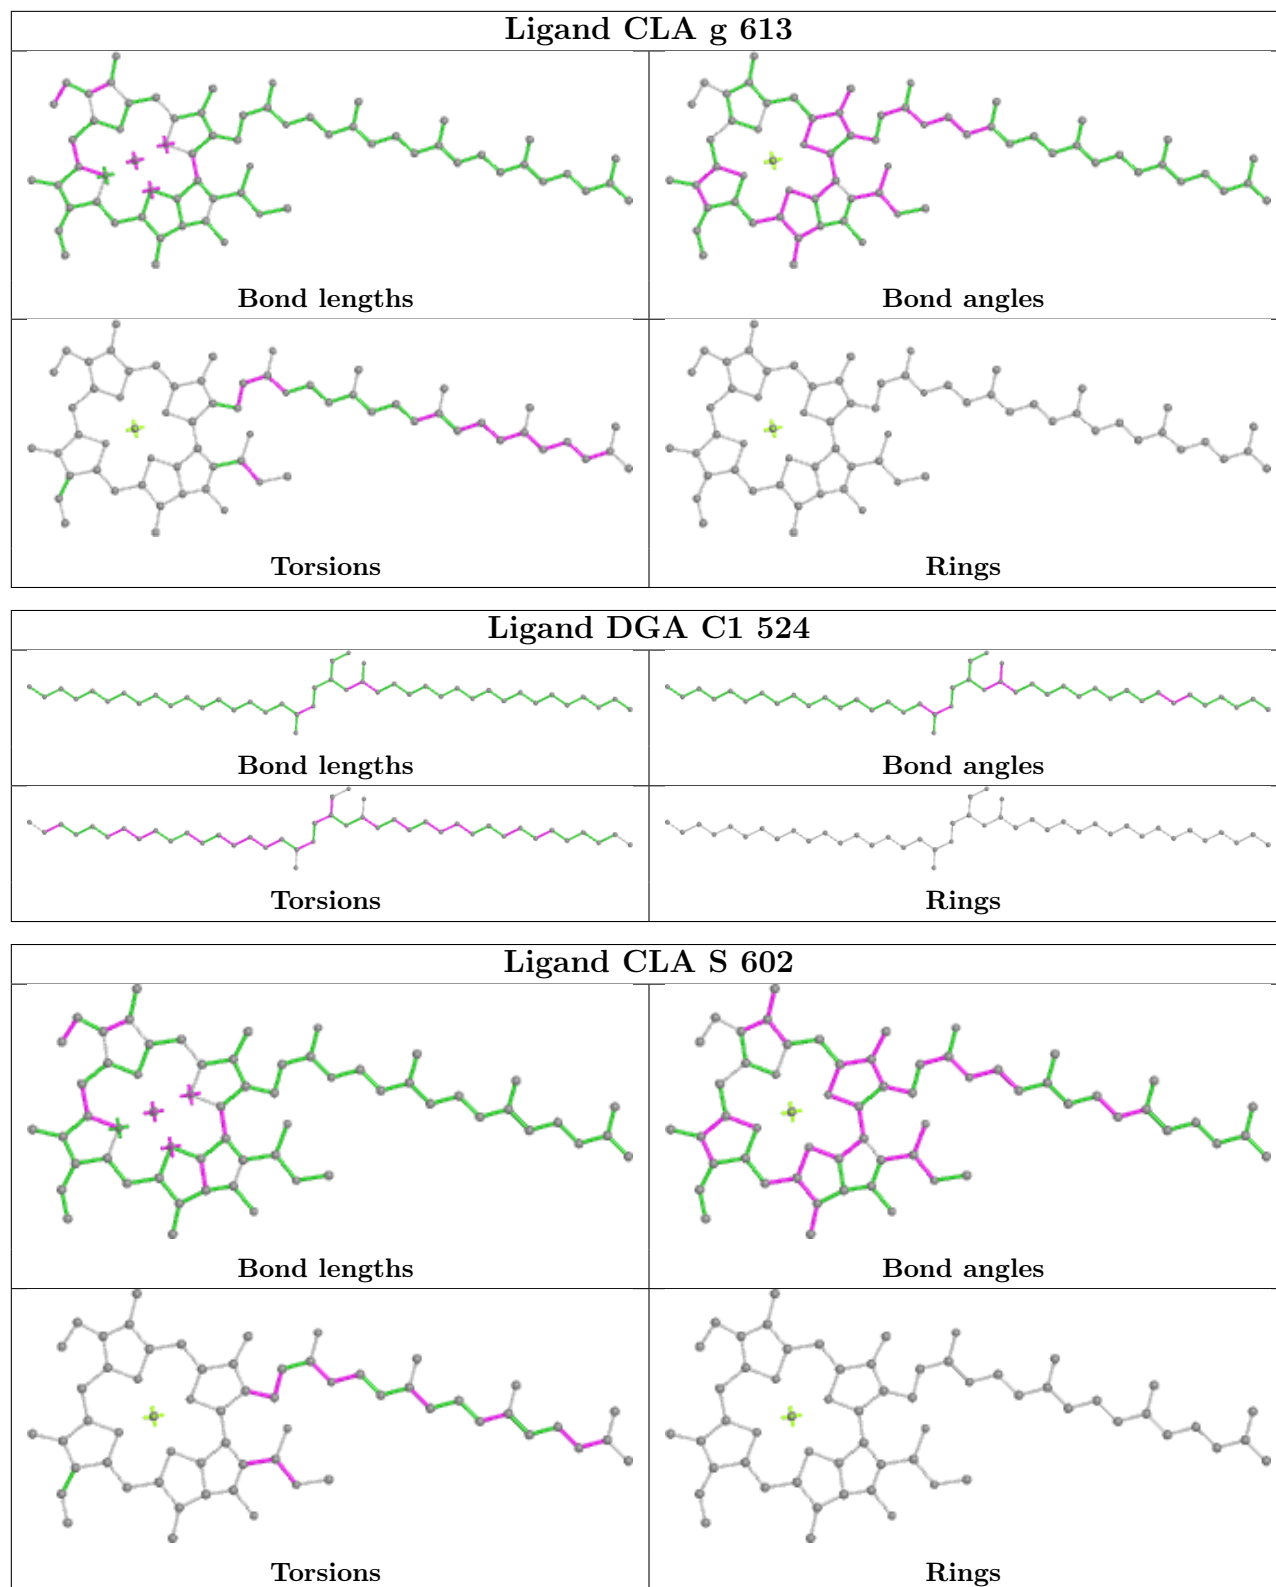 Ligand CLA g 613
Bond lengths
Bond angles
Torsions
Rings
Ligand DGA C1 524
Bond lengths
Bond angles
Torsions
Rings
Ligand CLA S 602
Bond lengths
Bond angles
Torsions
Rings